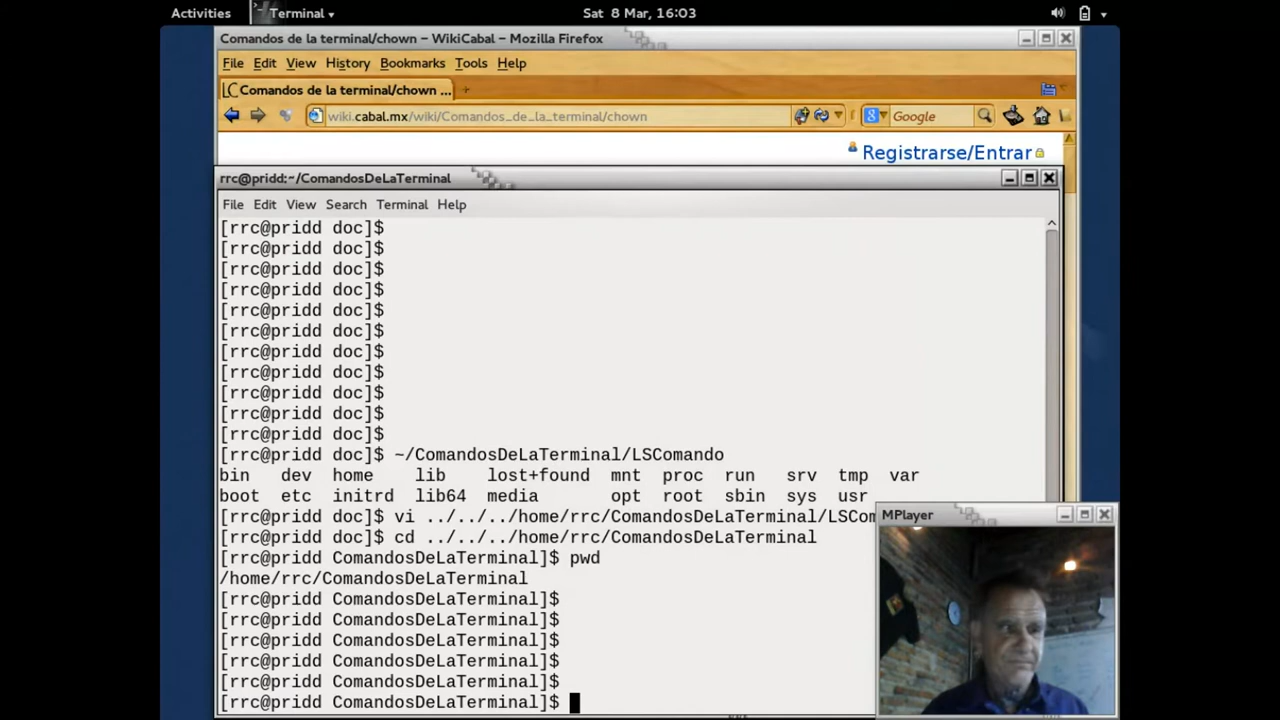 Activities Terminal Sat 8 Mar, 16:03
Comandos de la terminal/chown – WikiCabal – Mozilla Firefox
File Edit View History Bookmarks Tools Help
Comandos de la terminal/chown ...
wiki.cabal.mx/wiki/Comandos_de_la_terminal/chown Google
Registrarse/Entrar
rrc@pridd:~/ComandosDeLaTerminal
File Edit View Search Terminal Help
[rrc@pridd doc]$
[rrc@pridd doc]$
[rrc@pridd doc]$
[rrc@pridd doc]$
[rrc@pridd doc]$
[rrc@pridd doc]$
[rrc@pridd doc]$
[rrc@pridd doc]$
[rrc@pridd doc]$
[rrc@pridd doc]$
[rrc@pridd doc]$
[rrc@pridd doc]$ ~/ComandosDeLaTerminal/LSComando
bin dev home lib lost+found mnt proc run srv tmp var
boot etc initrd lib64 media opt root sbin sys usr
[rrc@pridd doc]$ vi ../../../home/rrc/ComandosDeLaTerminal/LSCom
[rrc@pridd doc]$ cd ../../../home/rrc/ComandosDeLaTerminal
[rrc@pridd ComandosDeLaTerminal]$ pwd
/home/rrc/ComandosDeLaTerminal
[rrc@pridd ComandosDeLaTerminal]$
[rrc@pridd ComandosDeLaTerminal]$
[rrc@pridd ComandosDeLaTerminal]$
[rrc@pridd ComandosDeLaTerminal]$
[rrc@pridd ComandosDeLaTerminal]$
[rrc@pridd ComandosDeLaTerminal]$
MPlayer